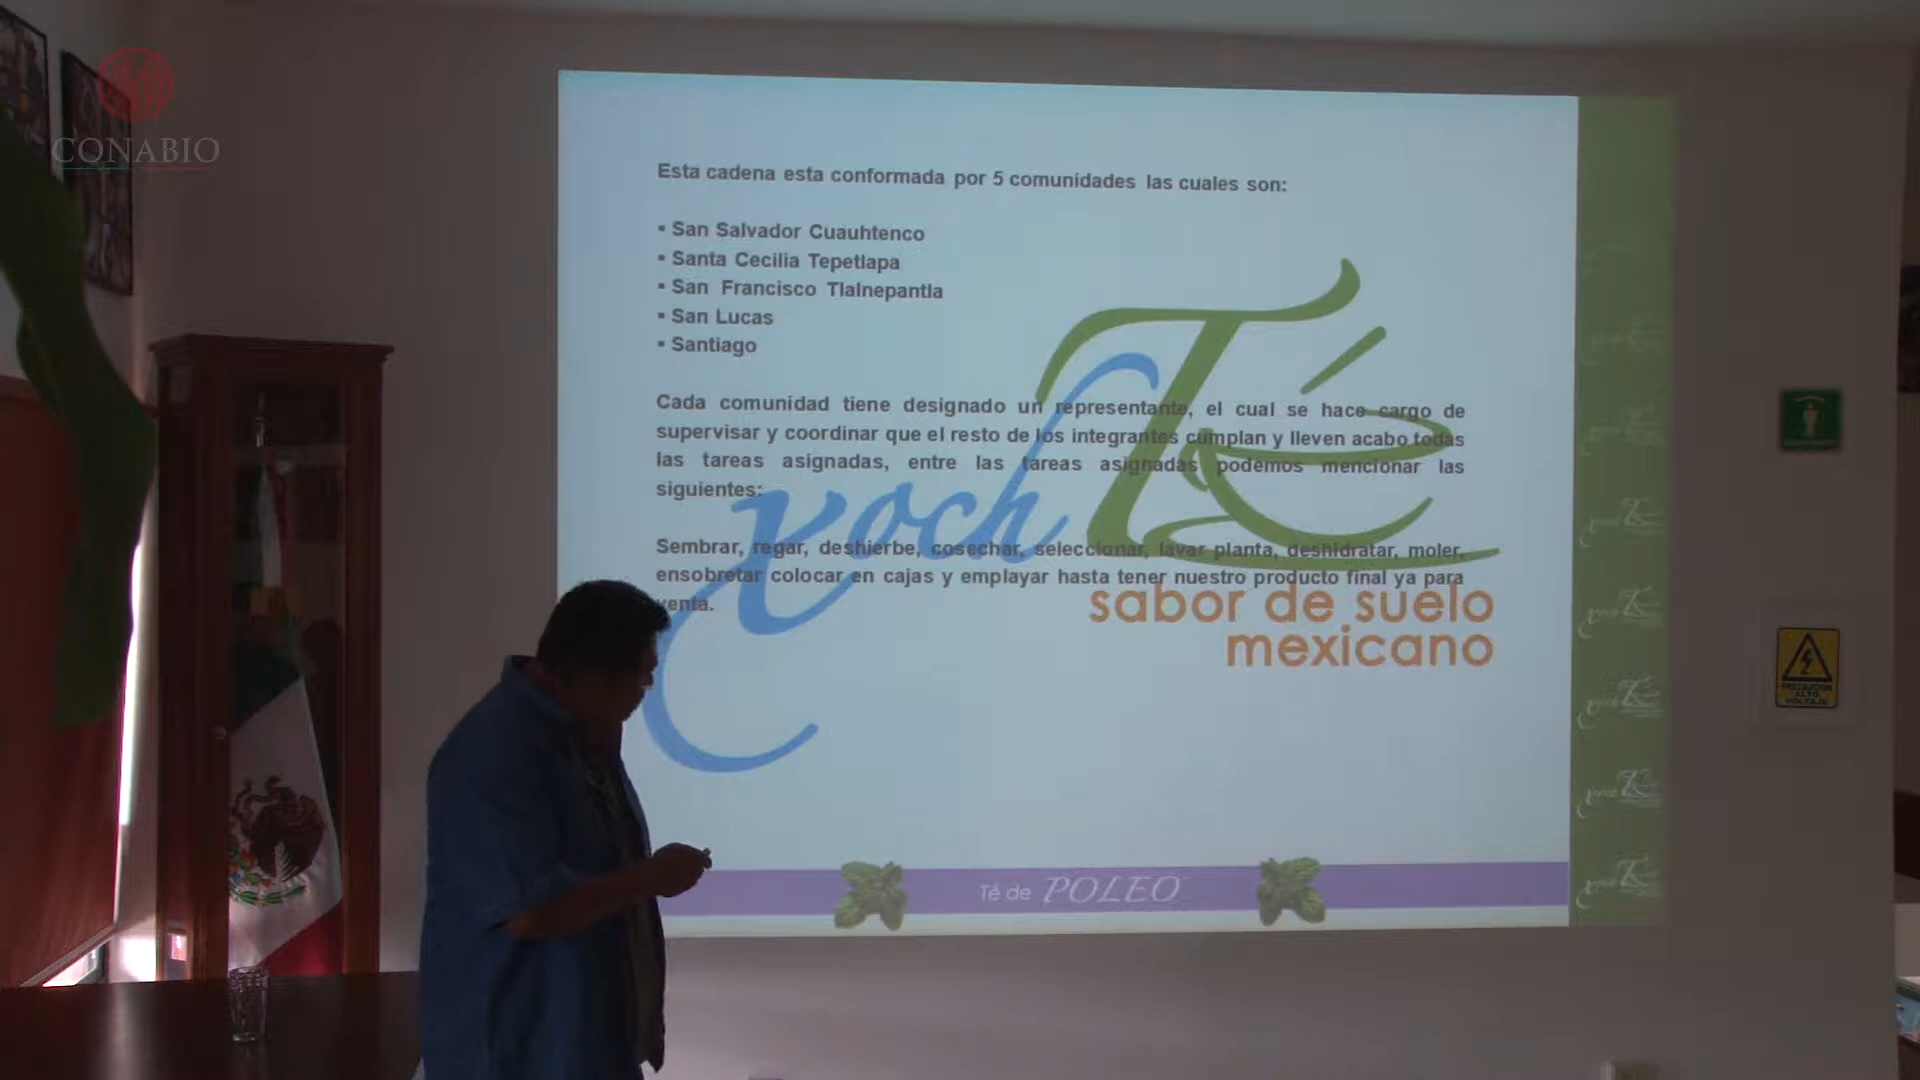 CONABIO
Esta cadena esta conformada por 5 comunidades las cuales son:
▪ San Salvador Cuauhtenco
▪ Santa Cecilia Tepetlapa
▪ San Francisco Tlalnepantla
▪ San Lucas
▪ Santiago
Cada comunidad tiene designado un representante, el cual se hace cargo de
supervisar y coordinar que el resto de los integrantes cumplan y lleven acabo todas
las tareas asignadas, entre las tareas asignadas podemos mencionar las
siguientes:
Sembrar, regar, deshierbe, cosechar, seleccionar, lavar planta, deshidratar, moler,
ensobretar colocar en cajas y emplayar hasta tener nuestro producto final ya para
venta.
xochTé
sabor de suelo
mexicano
Té de POLEO
PRECAUCION
ALTO
VOLTAJE